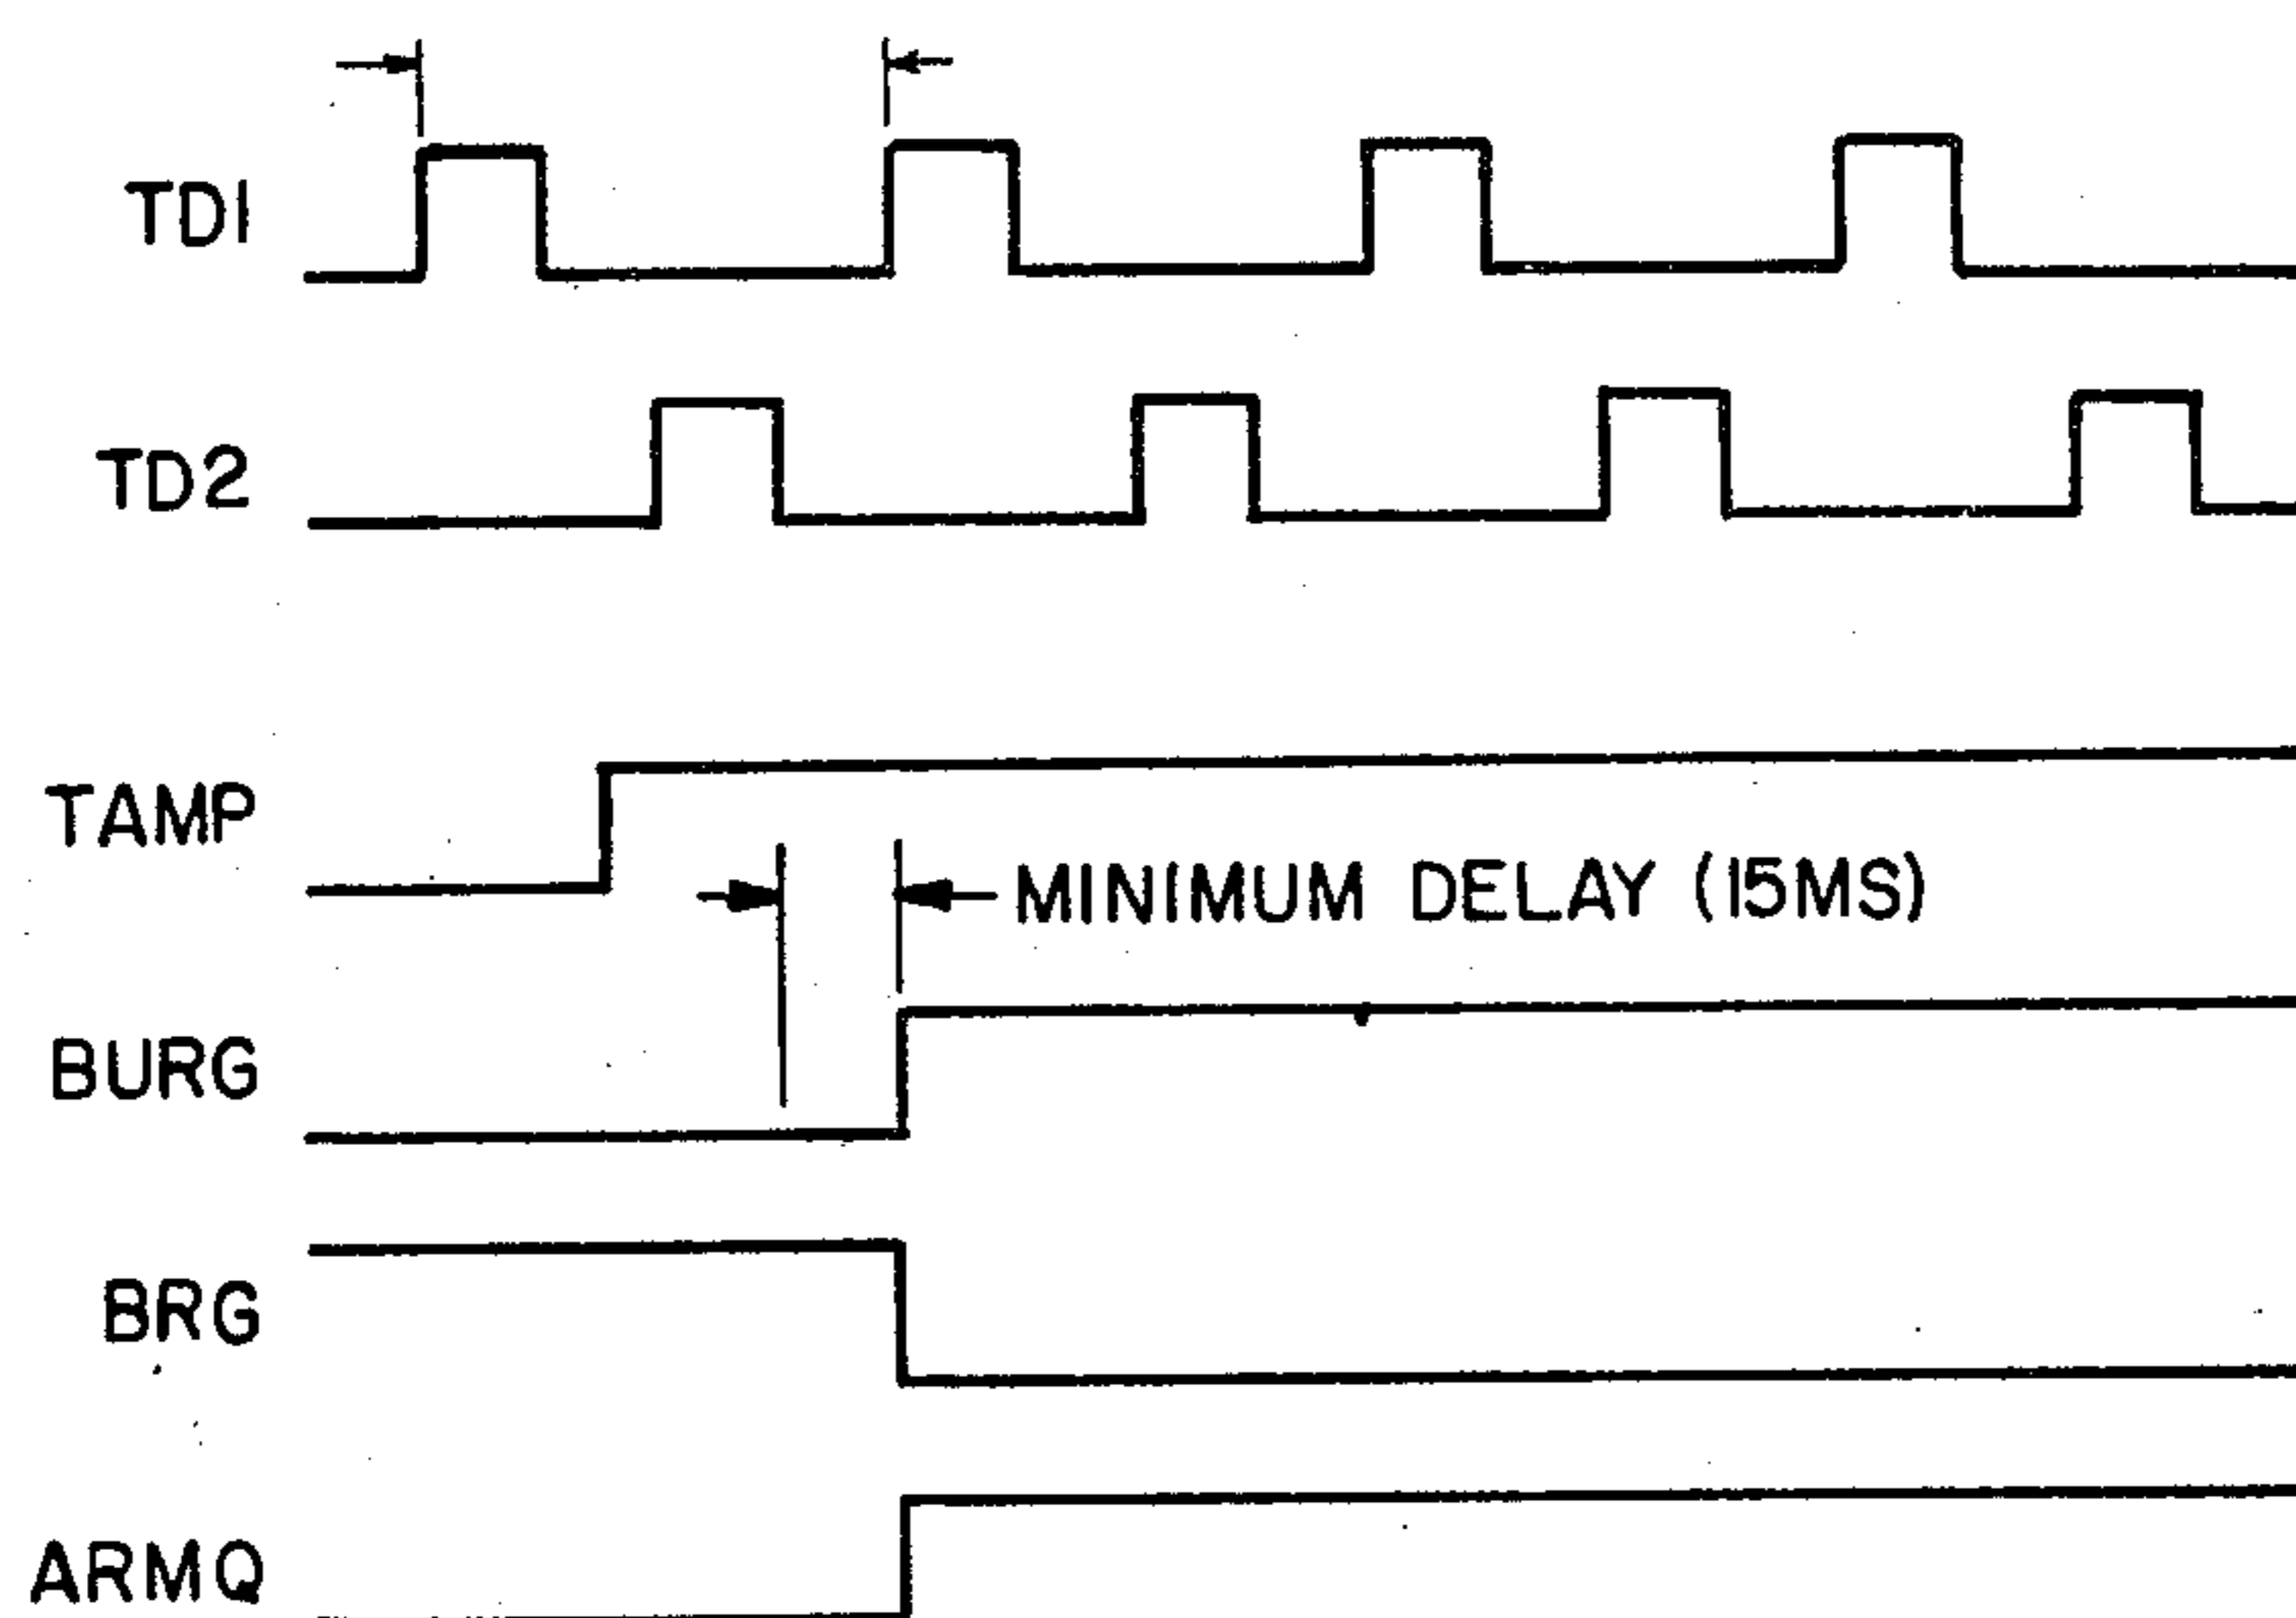 TD1
TD2
TAMP
MINIMUM DELAY (15MS)
BURG
BRG
ARMQ